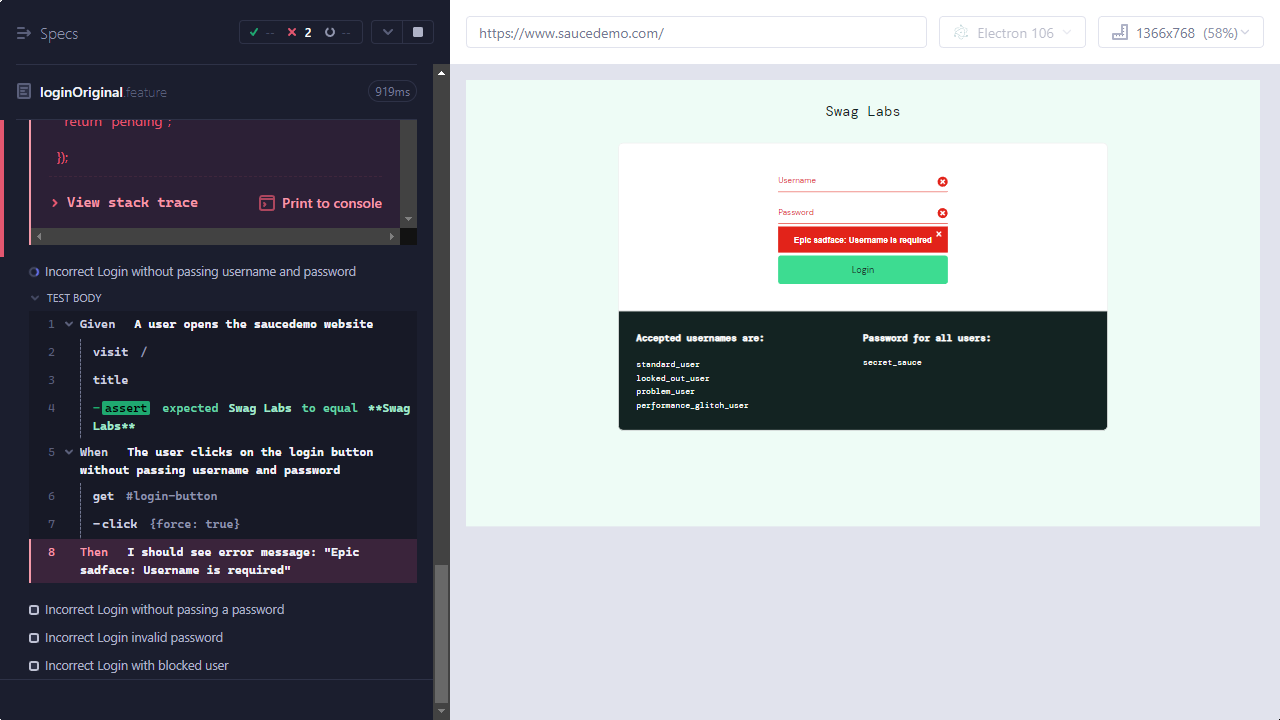 Specs
-- 2 --
https://www.saucedemo.com/
Electron 106
1366x768 (58%)
loginOriginal.feature
919ms
return "pending";
});
View stack trace
Print to console
Incorrect Login without passing username and password
TEST BODY
1 Given A user opens the saucedemo website
2 visit /
3 title
4 -assert expected Swag Labs to equal **Swag
Labs**
5 When The user clicks on the login button
without passing username and password
6 get #login-button
7 -click {force: true}
8 Then I should see error message: "Epic
sadface: Username is required"
Incorrect Login without passing a password
Incorrect Login invalid password
Incorrect Login with blocked user
Swag Labs
Username
Password
Epic sadface: Username is required
Login
Accepted usernames are:
standard_user
locked_out_user
problem_user
performance_glitch_user
Password for all users:
secret_sauce